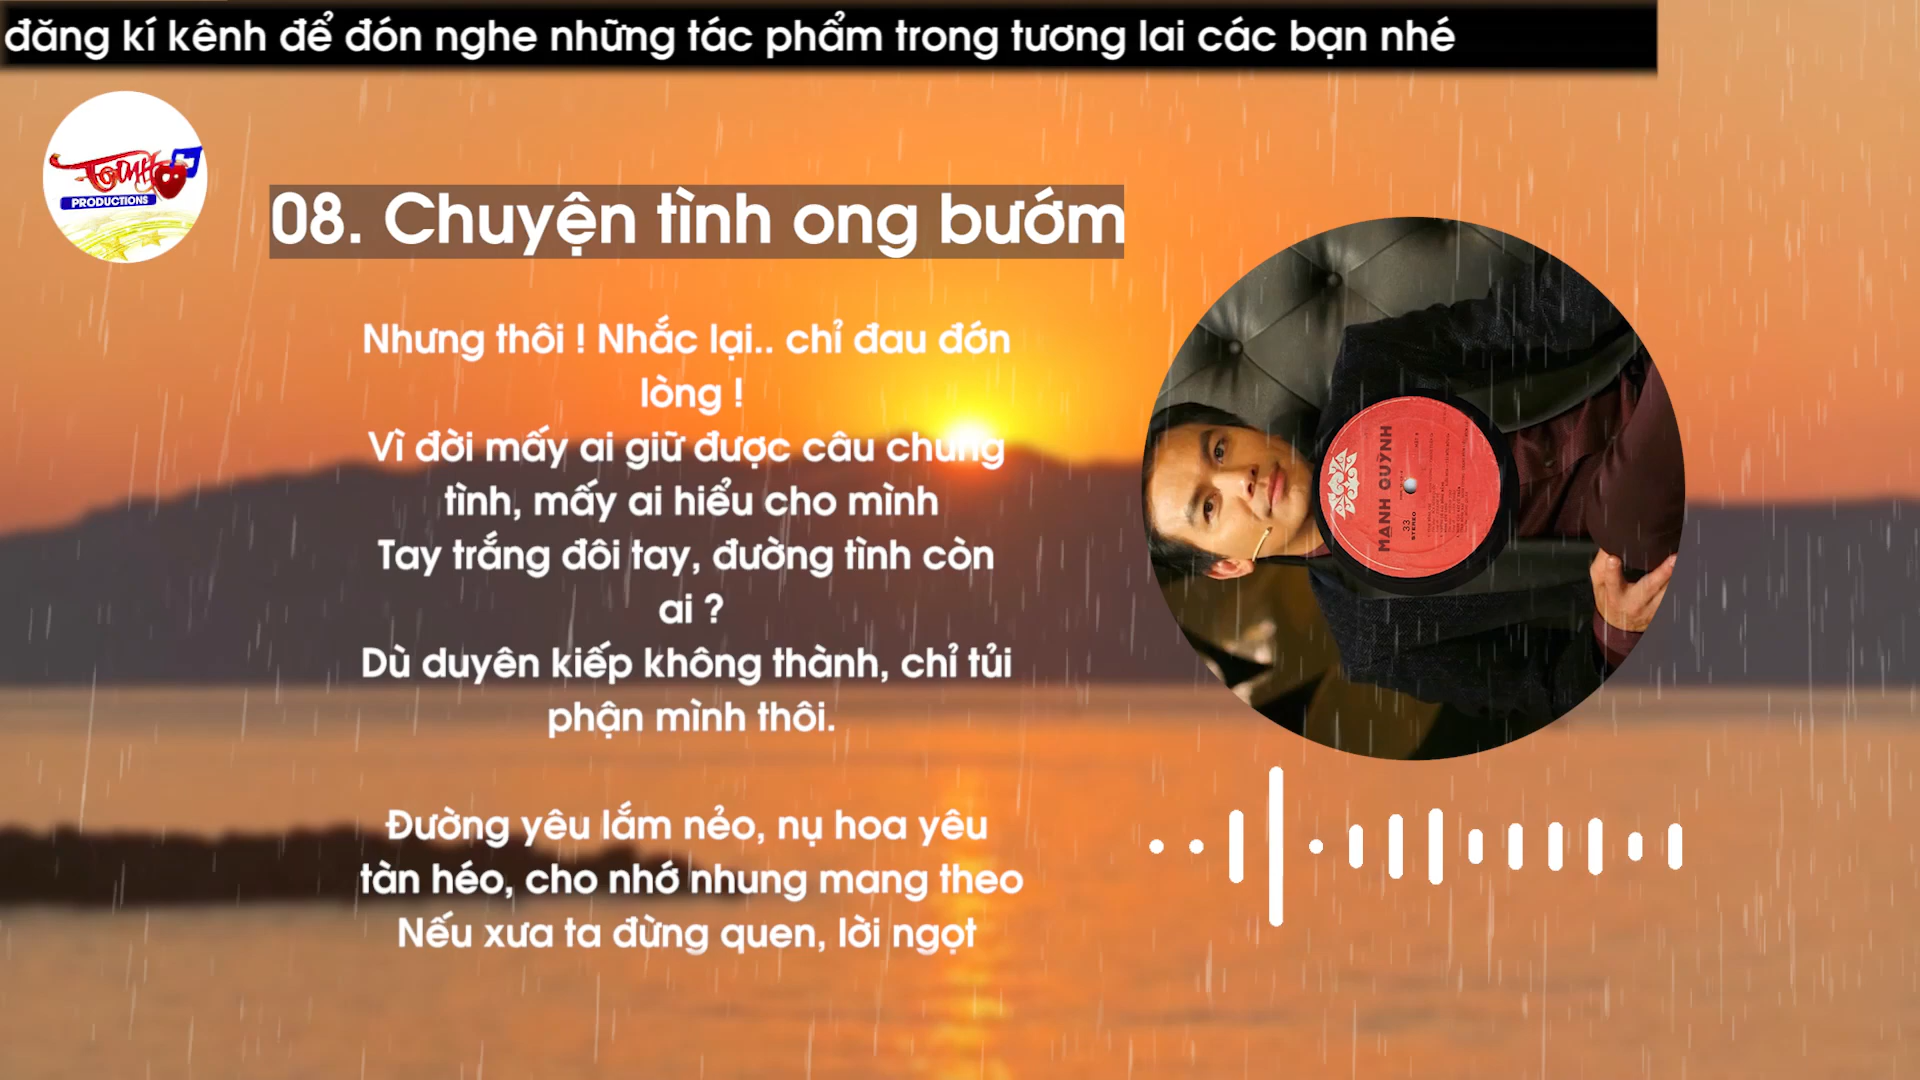 đăng kí kênh để đón nghe những tác phẩm trong tương lai các bạn nhé
TOANH
PRODUCTIONS
08. Chuyện tình ong bướm
Nhưng thôi ! Nhắc lại.. chỉ đau đớn
lòng !
Vì đời mấy ai giữ được câu chung
tình, mấy ai hiểu cho mình
Tay trắng đôi tay, đường tình còn
ai ?
Dù duyên kiếp không thành, chỉ tủi
phận mình thôi.
Đường yêu lắm nẻo, nụ hoa yêu
tàn héo, cho nhớ nhung mang theo
Nếu xưa ta đừng quen, lời ngọt
MẠNH QUỲNH
33
STEREO